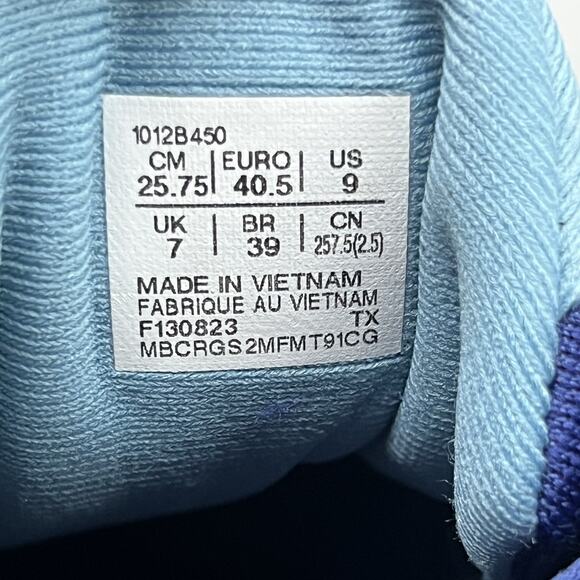 1012B450
CM | EURO | US
25.75 | 40.5 | 9
UK | BR | CN
7 | 39 | 257.5(2.5)
MADE IN VIETNAM
FABRIQUE AU VIETNAM
F130823 TX
MBCRGS2MFMT91CG